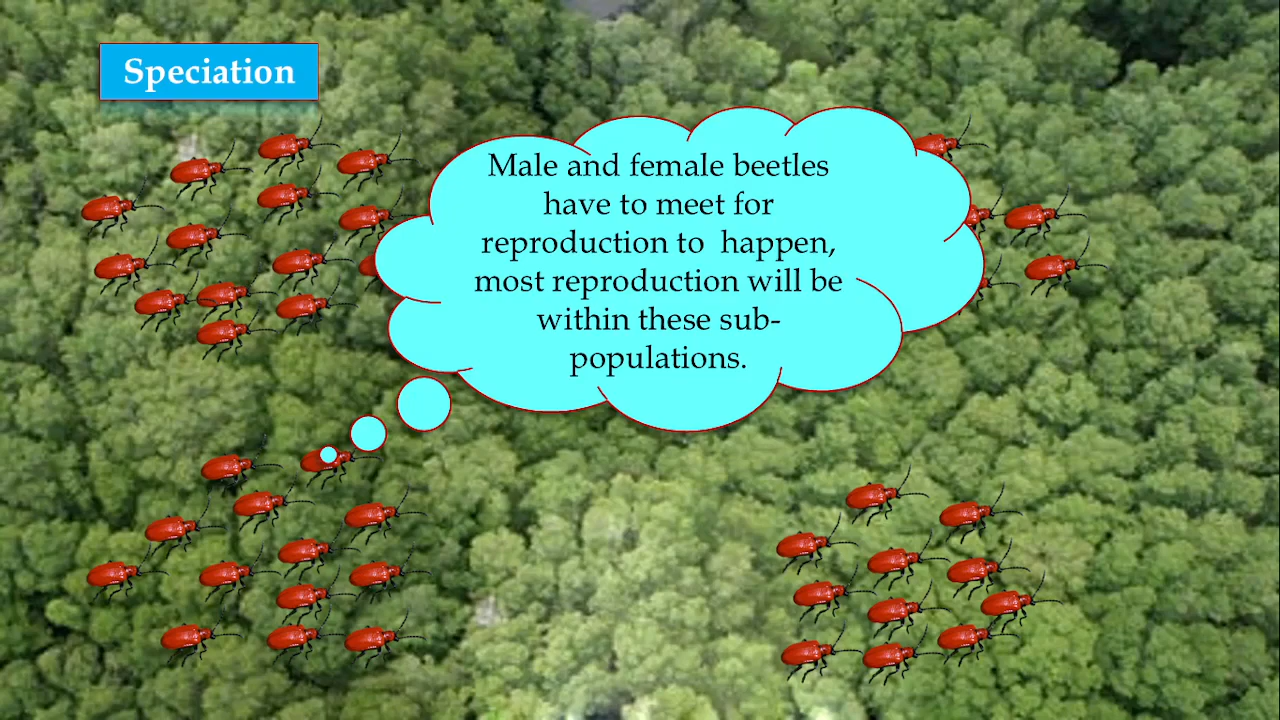 Speciation
Male and female beetles
have to meet for
reproduction to  happen,
most reproduction will be
within these sub-
populations.